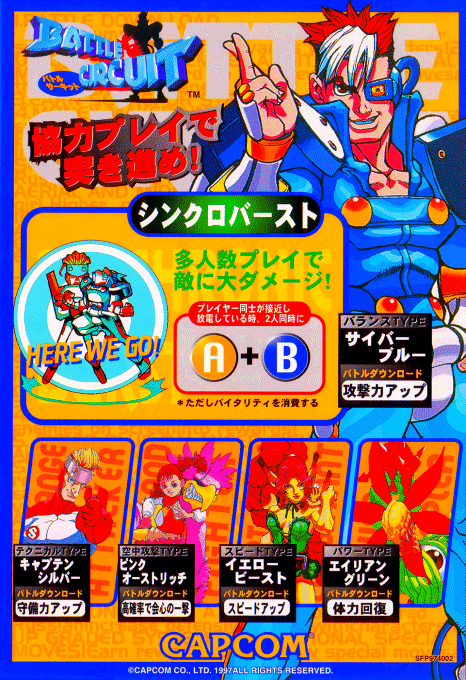 BATTLE
CIRCUIT
バトル
サーキット
TM
協力プレイで
突き進め!
シンクロバースト
多人数プレイで
敵に大ダメージ!
プレイヤー同士が接近し
放電している時、2人同時に
A + B
*ただしバイタリティを消費する
HERE WE GO!
バランスTYPE
サイバー
ブルー
バトルダウンロード
攻撃力アップ
テクニカルTYPE
キャプテン
シルバー
バトルダウンロード
守備力アップ
空中攻撃TYPE
ピンク
オーストリッチ
バトルダウンロード
高確率で会心の一撃
スピードTYPE
イエロー
ビースト
バトルダウンロード
スピードアップ
パワーTYPE
エイリアン
グリーン
バトルダウンロード
体力回復
CAPCOM®
SFP974002
©CAPCOM CO., LTD. 1997ALL RIGHTS RESERVED.